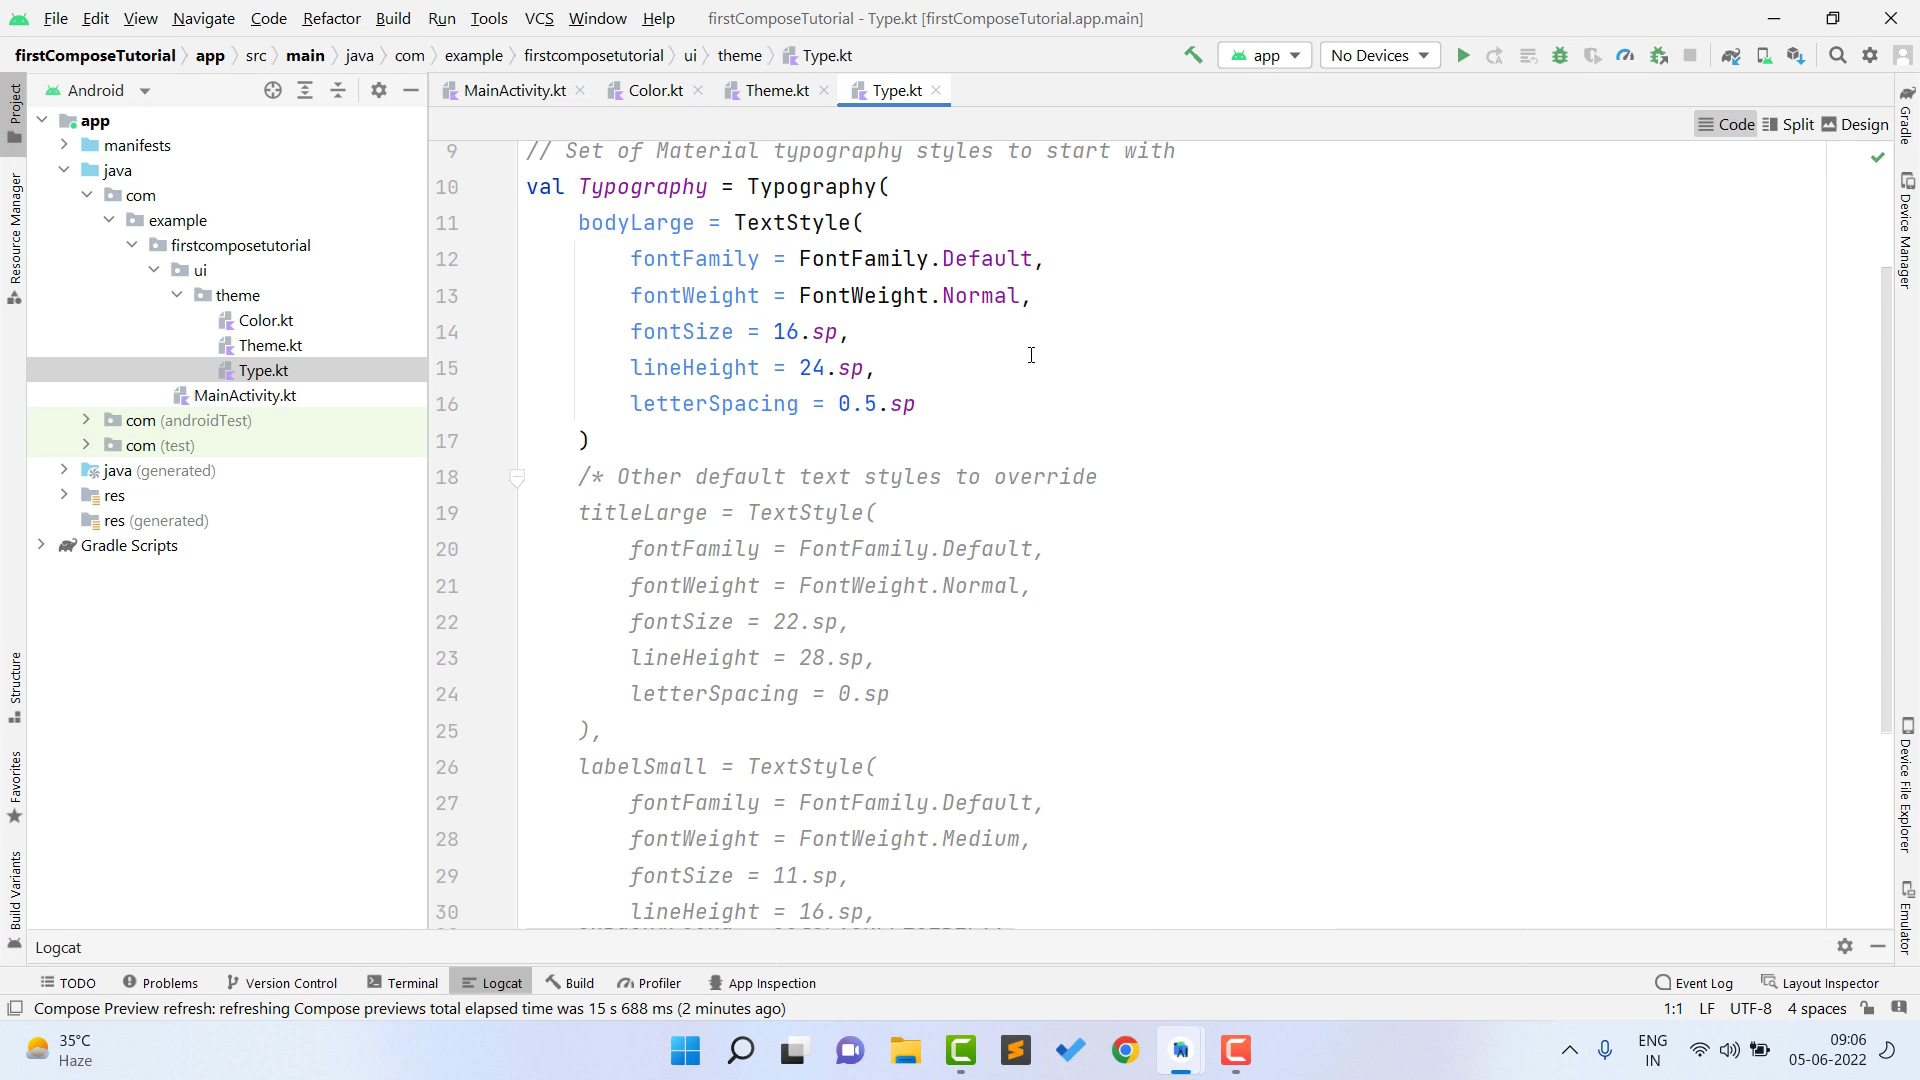 File Edit View Navigate Code Refactor Build Run Tools VCS Window Help firstComposeTutorial - Type.kt [firstComposeTutorial.app.main]
firstComposeTutorial app src main java com example firstcomposetutorial ui theme Type.kt app No Devices
Project Android MainActivity.kt Color.kt Theme.kt Type.kt Gradle
Code Split Design
app
manifests
java
com
example
firstcomposetutorial
ui
theme
Color.kt
Theme.kt
Type.kt
MainActivity.kt
com (androidTest)
com (test)
java (generated)
res
res (generated)
Gradle Scripts
Resource Manager
Structure
Favorites
Build Variants
9 // Set of Material typography styles to start with
10 val Typography = Typography(
11 bodyLarge = TextStyle(
12 fontFamily = FontFamily.Default,
13 fontWeight = FontWeight.Normal,
14 fontSize = 16.sp,
15 lineHeight = 24.sp,
16 letterSpacing = 0.5.sp
17 )
18 /* Other default text styles to override
19 titleLarge = TextStyle(
20 fontFamily = FontFamily.Default,
21 fontWeight = FontWeight.Normal,
22 fontSize = 22.sp,
23 lineHeight = 28.sp,
24 letterSpacing = 0.sp
25 ),
26 labelSmall = TextStyle(
27 fontFamily = FontFamily.Default,
28 fontWeight = FontWeight.Medium,
29 fontSize = 11.sp,
30 lineHeight = 16.sp,
Device Manager
Device File Explorer
Emulator
Logcat
TODO Problems Version Control Terminal Logcat Build Profiler App Inspection Event Log Layout Inspector
Compose Preview refresh: refreshing Compose previews total elapsed time was 15 s 688 ms (2 minutes ago) 1:1 LF UTF-8 4 spaces
35°C
Haze
ENG
IN
09:06
05-06-2022